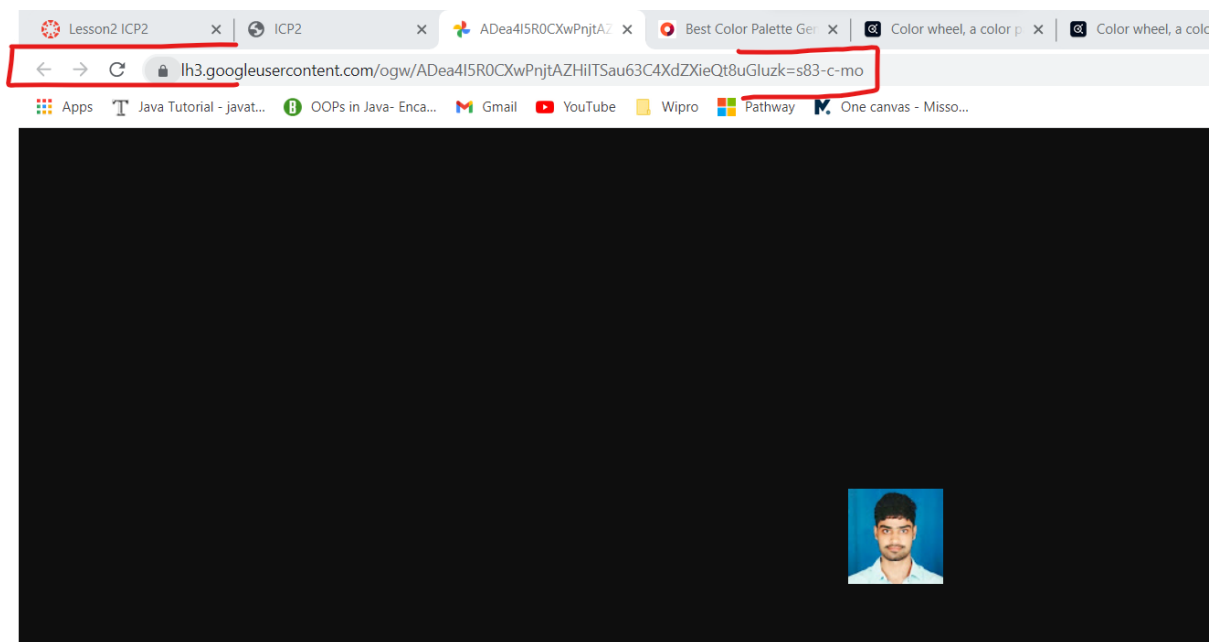 Lesson2 ICP2 ICP2 ADea4I5R0CXwPnjtAZ Best Color Palette Ger Color wheel, a color p Color wheel, a colo
lh3.googleusercontent.com/ogw/ADea4I5R0CXwPnjtAZHiITSau63C4XdZXieQt8uGluzk=s83-c-mo
Apps Java Tutorial - javat... OOPs in Java- Enca... Gmail YouTube Wipro Pathway One canvas - Misso...